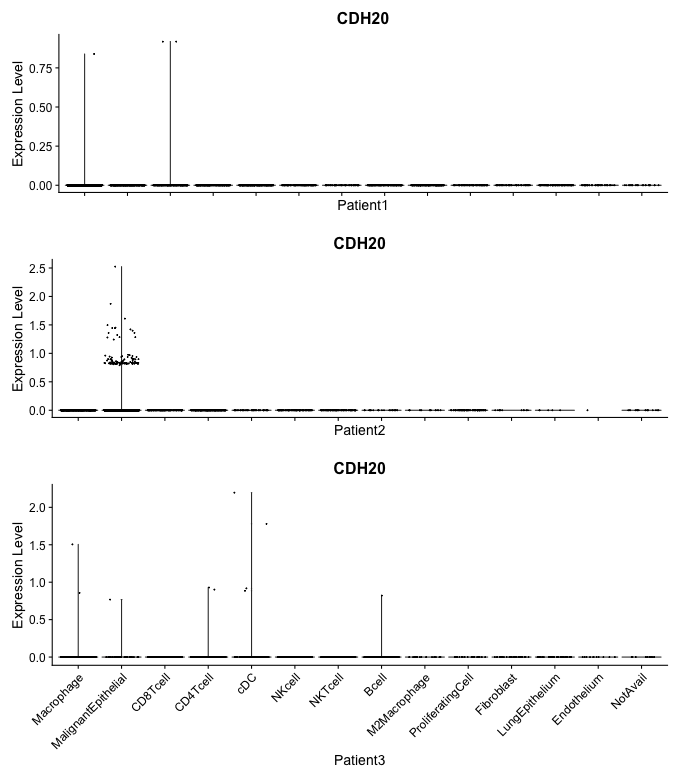 CDH20
Expression Level
0.75
0.50
0.25
0.00
Patient1
CDH20
Expression Level
2.5
2.0
1.5
1.0
0.5
0.0
Patient2
CDH20
Expression Level
2.0
1.5
1.0
0.5
0.0
Macrophage
MalignantEpithelial
CD8Tcell
CD4Tcell
cDC
NKcell
NKTcell
Bcell
M2Macrophage
ProliferatingCell
Fibroblast
LungEpithelium
Endothelium
NotAvail
Patient3